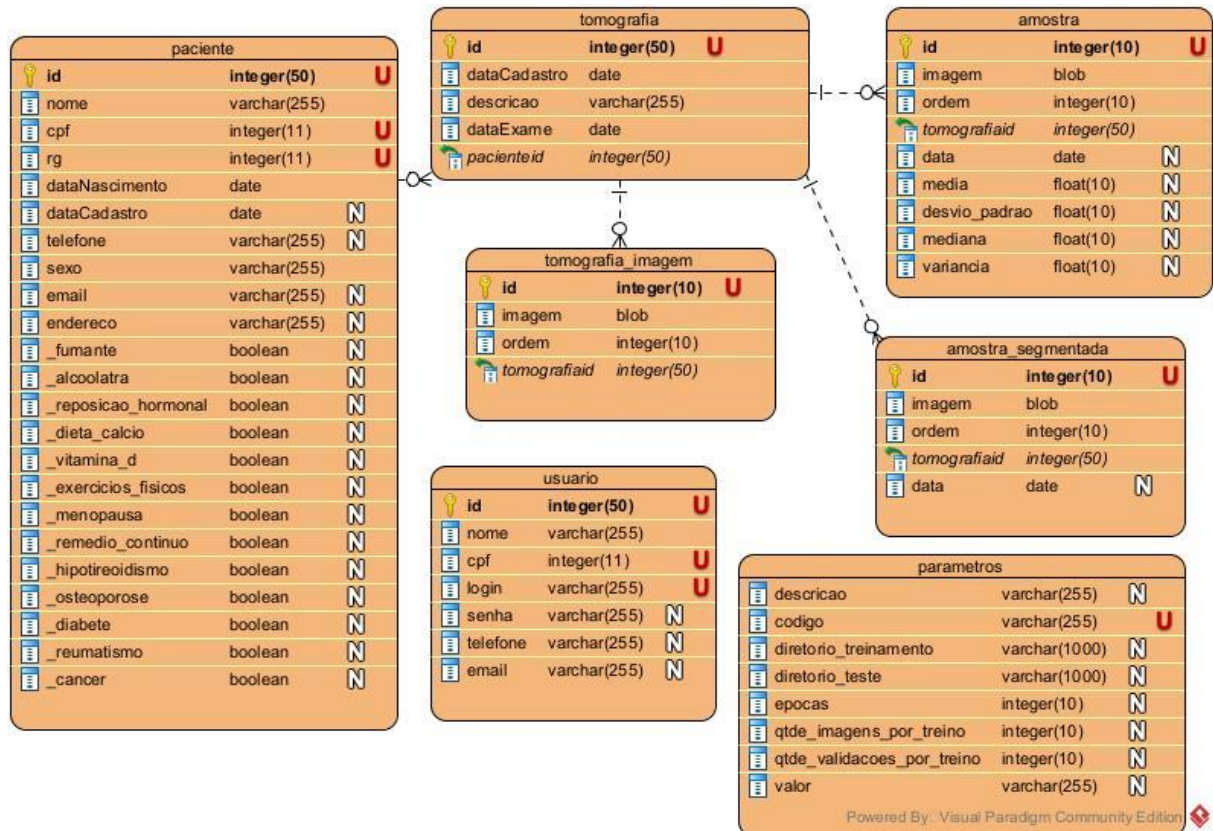 paciente
id integer(50) U
nome varchar(255)
cpf integer(11) U
rg integer(11) U
dataNascimento date
dataCadastro date N
telefone varchar(255) N
sexo varchar(255)
email varchar(255) N
endereco varchar(255) N
_fumante boolean N
_alcoolatra boolean N
_reposicao_hormonal boolean N
_dieta_calcio boolean N
_vitamina_d boolean N
_exercicios_fisicos boolean N
_menopausa boolean N
_remedio_continuo boolean N
_hipotireoidismo boolean N
_osteoporose boolean N
_diabete boolean N
_reumatismo boolean N
_cancer boolean N
tomografia
id integer(50) U
dataCadastro date
descricao varchar(255)
dataExame date
pacienteid integer(50)
amostra
id integer(10) U
imagem blob
ordem integer(10)
tomografiaid integer(50)
data date N
media float(10) N
desvio_padrao float(10) N
mediana float(10) N
variancia float(10) N
tomografia_imagem
id integer(10) U
imagem blob
ordem integer(10)
tomografiaid integer(50)
amostra_segmentada
id integer(10) U
imagem blob
ordem integer(10)
tomografiaid integer(50)
data date N
usuario
id integer(50) U
nome varchar(255)
cpf integer(11) U
login varchar(255) U
senha varchar(255) N
telefone varchar(255) N
email varchar(255) N
parametros
descricao varchar(255) N
codigo varchar(255) U
diretorio_treinamento varchar(1000) N
diretorio_teste varchar(1000) N
epocas integer(10) N
qtde_imagens_por_treino integer(10) N
qtde_validacoes_por_treino integer(10) N
valor varchar(255) N
Powered By: Visual Paradigm Community Edition